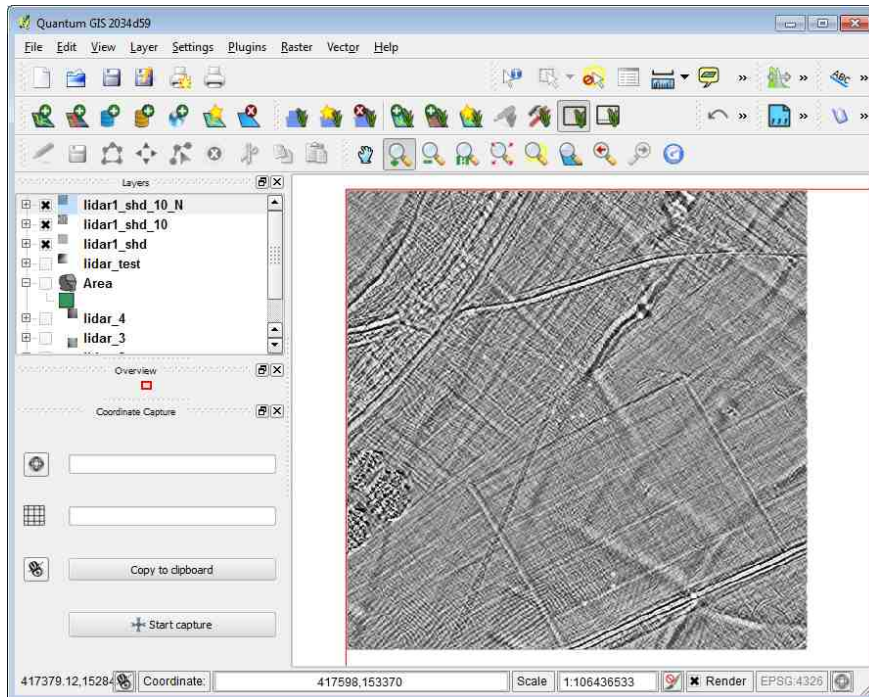 Quantum GIS 2034d59
File Edit View Layer Settings Plugins Raster Vector Help
ABC
Layers
lidar1_shd_10_N
lidar1_shd_10
lidar1_shd
lidar_test
Area
lidar_4
lidar_3
Overview
Coordinate Capture
Copy to clipboard
Start capture
417379.12,15284 Coordinate: 417598,153370 Scale 1:106436533 Render EPSG:4326